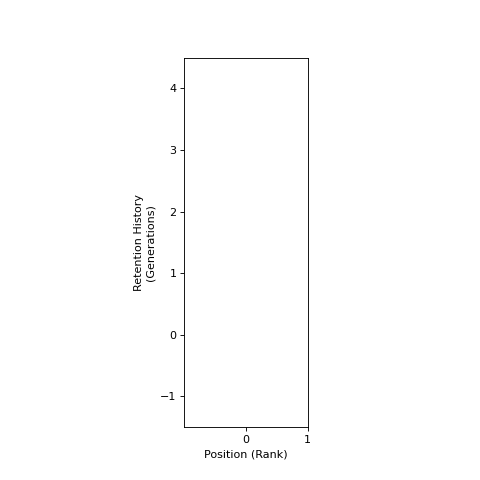 4
3
2
1
0
−1
Retention History
(Generations)
0 1
Position (Rank)